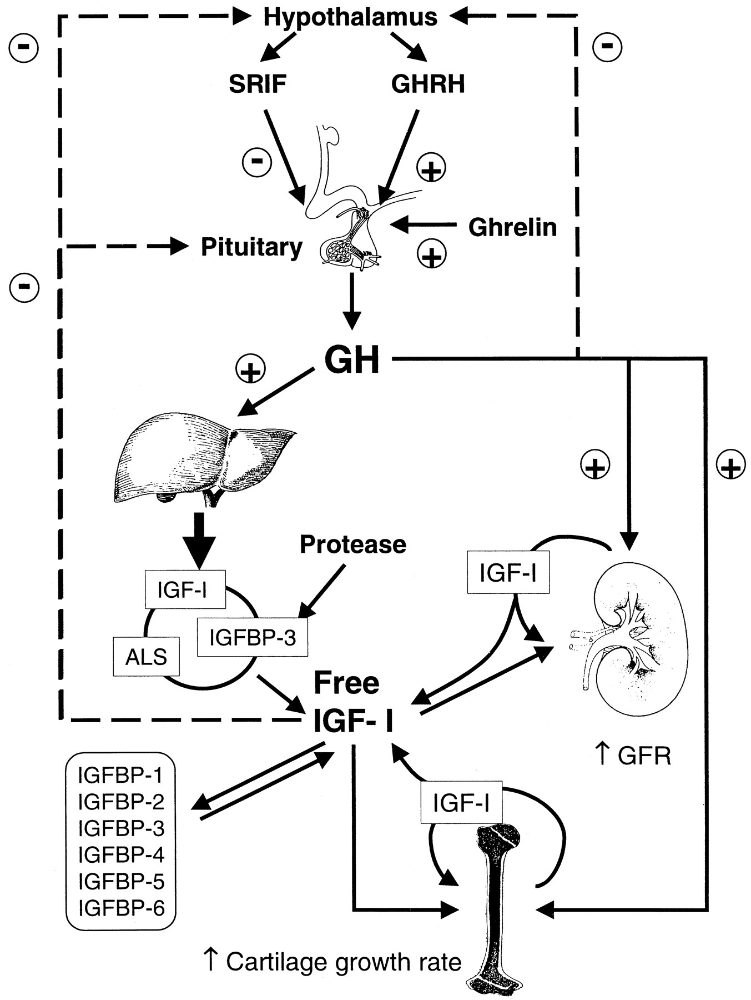 Hypothalamus
-
-
SRIF
GHRH
-
+
Ghrelin
Pituitary
+
-
GH
+
+
+
Protease
IGF-I
IGF-I
IGFBP-3
ALS
Free
IGF- I
↑ GFR
IGFBP-1
IGFBP-2
IGFBP-3
IGFBP-4
IGFBP-5
IGFBP-6
IGF-I
↑ Cartilage growth rate